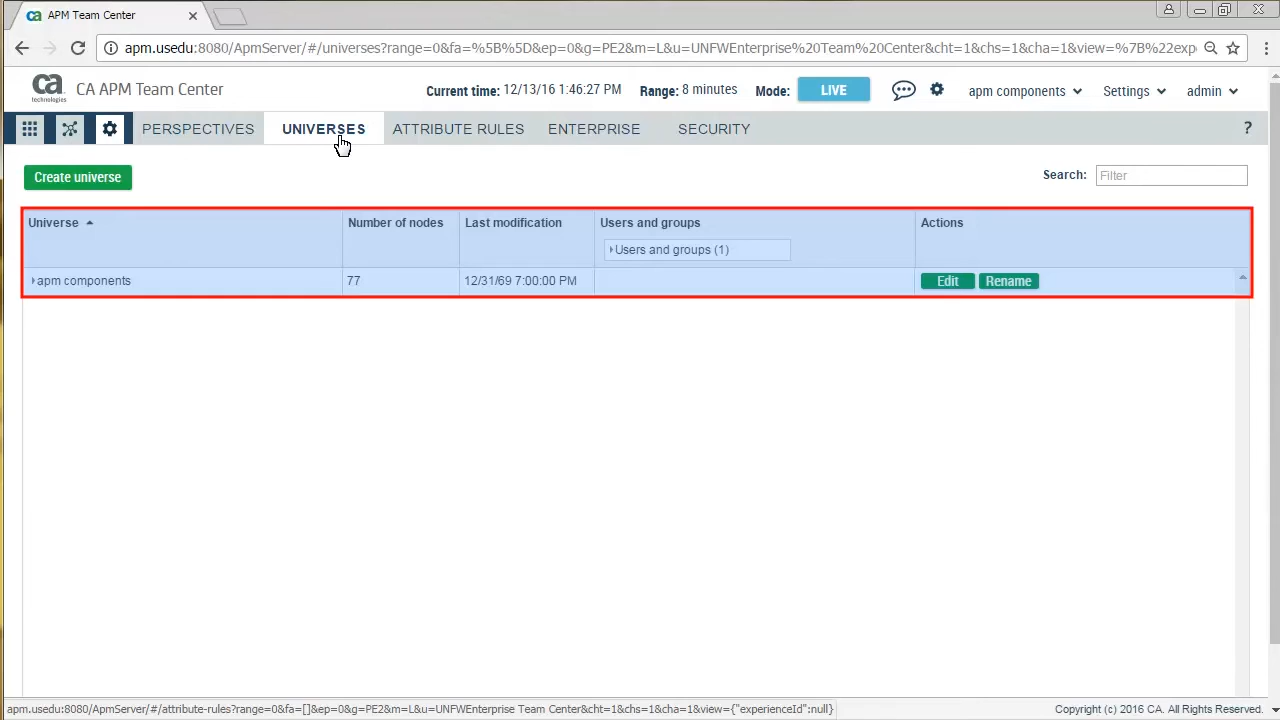 APM Team Center
apm.usedu:8080/ApmServer/#/universes?range=0&fa=%5B%5D&ep=0&g=PE2&m=L&u=UNFWEnterprise%20Team%20Center&cht=1&chs=1&cha=1&view=%7B%22exp
ca technologies CA APM Team Center Current time: 12/13/16 1:46:27 PM Range: 8 minutes Mode: LIVE apm components Settings admin
PERSPECTIVES UNIVERSES ATTRIBUTE RULES ENTERPRISE SECURITY ?
Create universe Search: Filter
Universe Number of nodes Last modification Users and groups Actions
Users and groups (1)
apm components 77 12/31/69 7:00:00 PM Edit Rename
apm.usedu:8080/ApmServer/#/attribute-rules?range=0&fa=[]&ep=0&g=PE2&m=L&u=UNFWEnterprise Team Center&cht=1&chs=1&cha=1&view={"experienceId":null} Copyright (c) 2016 CA. All Rights Reserved.